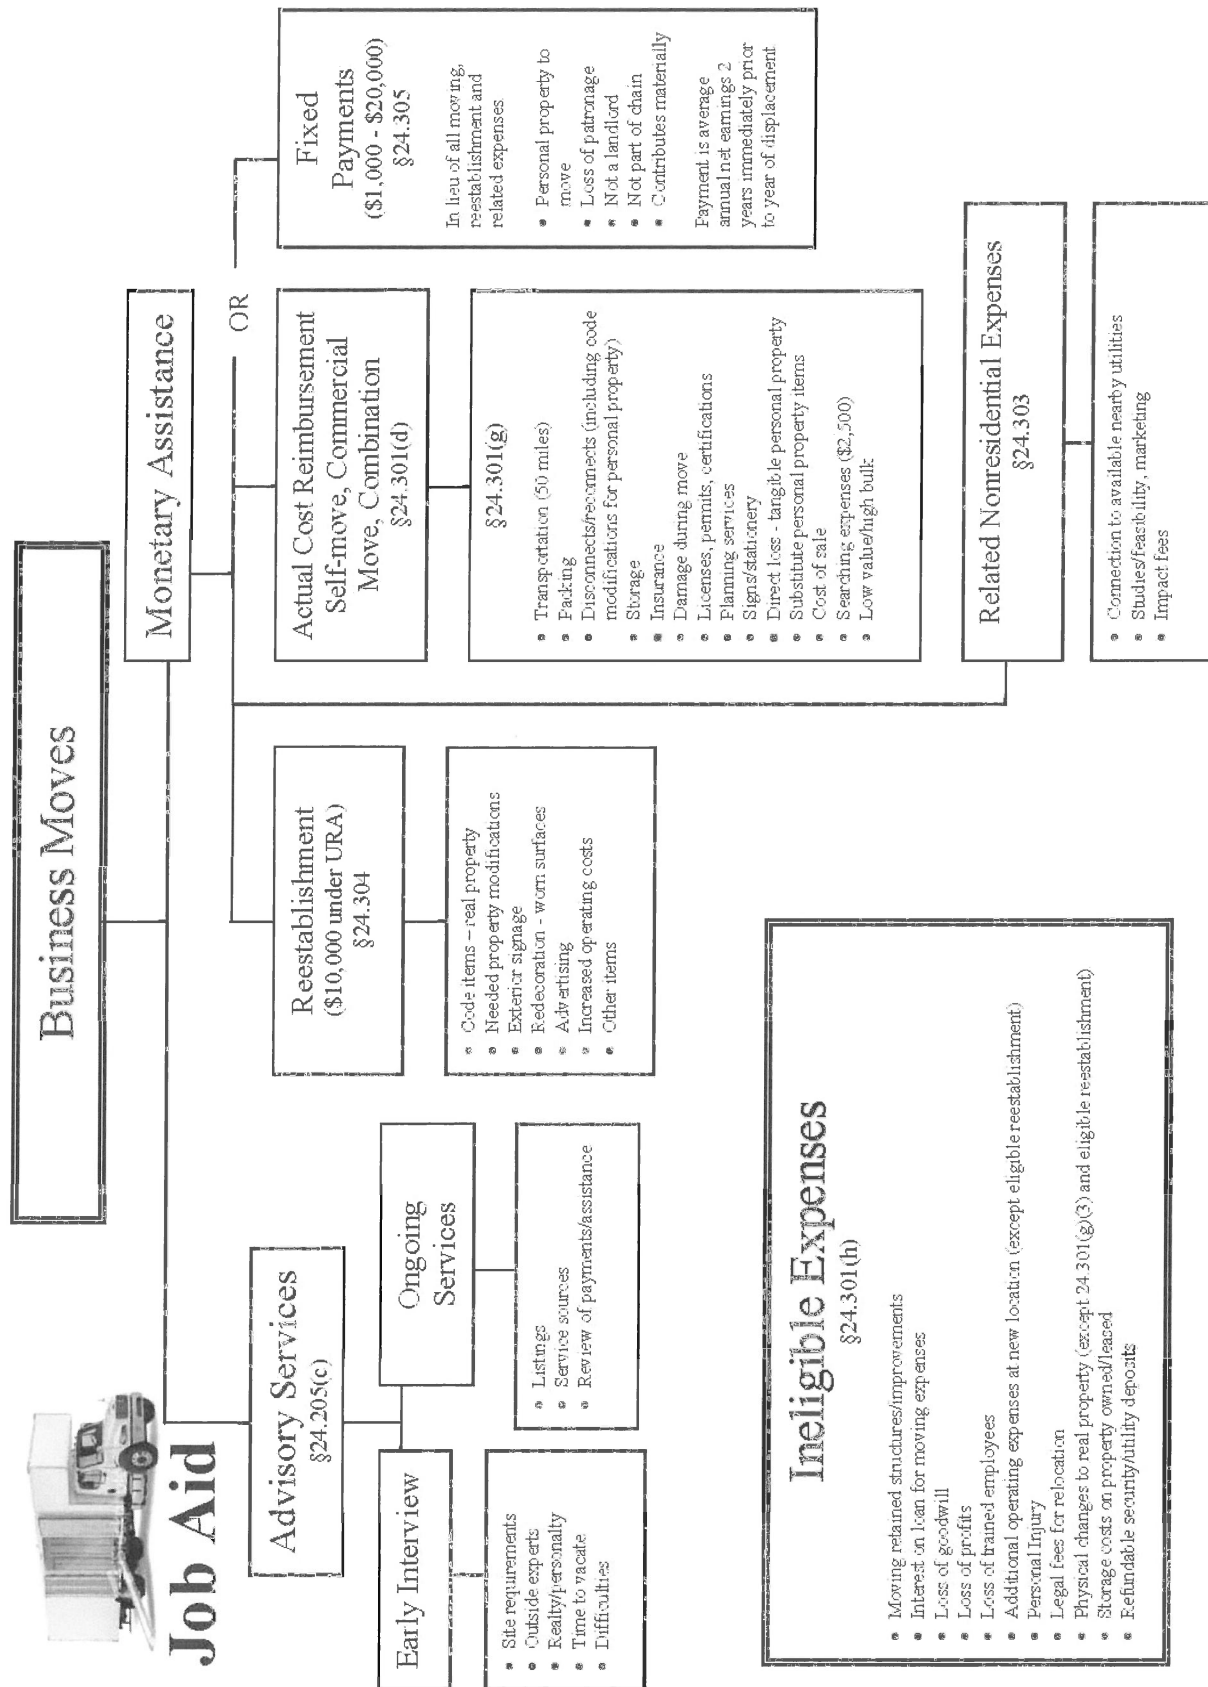 Job Aid
Business Moves
Advisory Services
§24.205(c)
Early Interview
• Site requirements
• Outside experts
• Realty/personalty
• Time to vacate
• Difficulties
Ongoing
Services
• Listings
• Service sources
• Review of payments/assistance
Monetary Assistance
Reestablishment
($10,000 under URA)
§24.304
• Code items – real property
• Needed property modifications
• Exterior signage
• Redecoration - worn surfaces
• Advertising
• Increased operating costs
• Other items
Actual Cost Reimbursement
Self-move, Commercial
Move, Combination
§24.301(d)
§24.301(g)
• Transportation (50 miles)
• Packing
• Disconnects/reconnects (including code
modifications for personal property)
• Storage
• Insurance
• Damage during move
• Licenses, permits, certifications
• Planning services
• Signs/stationery
• Direct loss - tangible personal property
• Substitute personal property items
• Cost of sale
• Searching expenses ($2,500)
• Low value/high bulk
OR
Fixed
Payments
($1,000 - $20,000)
§24.305
In lieu of all moving,
reestablishment and
related expenses
• Personal property to
move
• Loss of patronage
• Not a landlord
• Not part of chain
• Contributes materially
Payment is average
annual net earnings 2
years immediately prior
to year of displacement
Related Nonresidential Expenses
§24.303
• Connection to available nearby utilities
• Studies/feasibility, marketing
• Impact fees
Ineligible Expenses
§24.301(h)
• Moving retained structures/improvements
• Interest on loan for moving expenses
• Loss of goodwill
• Loss of profits
• Loss of trained employees
• Additional operating expenses at new location (except eligible reestablishment)
• Personal Injury
• Legal fees for relocation
• Physical changes to real property (except 24.301(g)(3) and eligible reestablishment)
• Storage costs on property owned/leased
• Refundable security/utility deposits